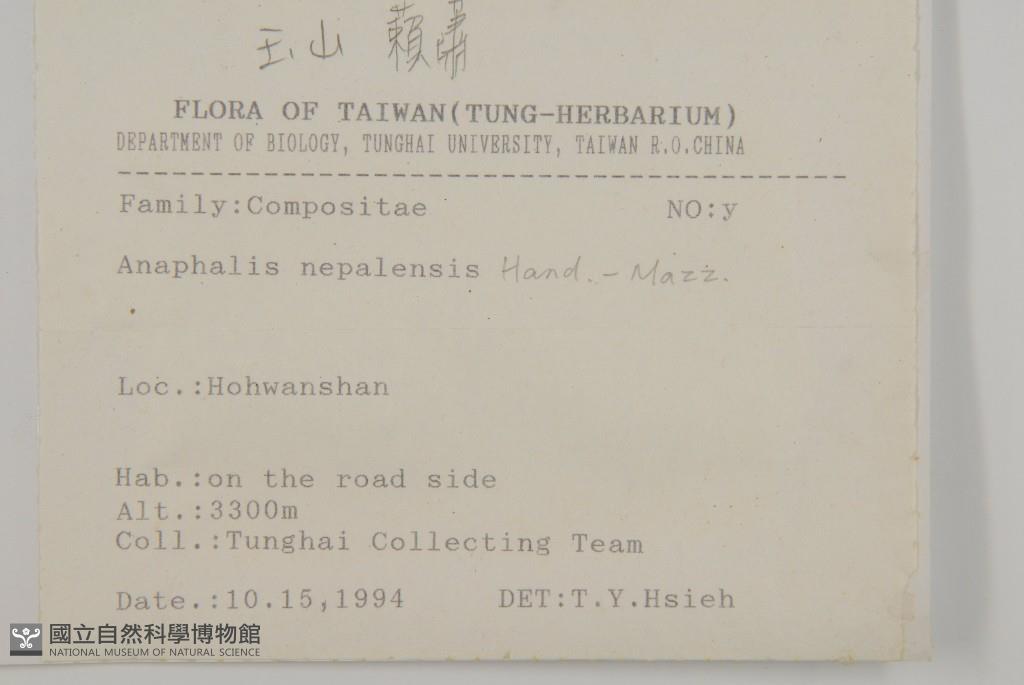 玉山 藾蕭
FLORA OF TAIWAN(TUNG-HERBARIUM)
DEPARTMENT OF BIOLOGY, TUNGHAI UNIVERSITY, TAIWAN R.O.CHINA
Family:Compositae NO:y
Anaphalis nepalensis Hand.-Mazz.
Loc.:Hohwanshan
Hab.:on the road side
Alt.:3300m
Coll.:Tunghai Collecting Team
Date.:10.15,1994 DET:T.Y.Hsieh
國立自然科學博物館
NATIONAL MUSEUM OF NATURAL SCIENCE